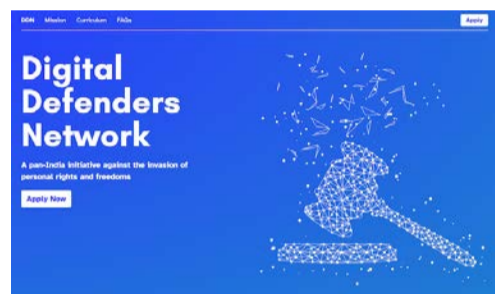 DDN Mission Curriculum FAQs Apply
Digital
Defenders
Network
A pan-India initiative against the invasion of
personal rights and freedoms
Apply Now